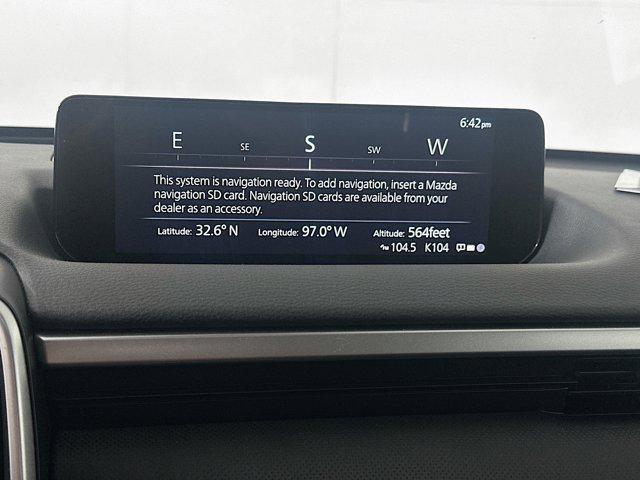 6:42pm
E SE S SW W
This system is navigation ready. To add navigation, insert a Mazda
navigation SD card. Navigation SD cards are available from your
dealer as an accessory.
Latitude: 32.6° N Longitude: 97.0° W Altitude: 564feet
104.5 K104